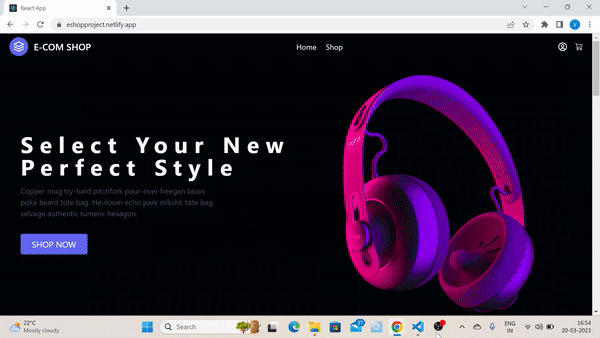 React App
eshopproject.netlify.app
V
E-COM SHOP
Home Shop
Select Your New
Perfect Style
Copper mug try-hard pitchfork pour-over freegan tacos
poke beard tote bag. Heirloom echo park mlkshk tote bag
selvage authentic tumeric hexagon.
SHOP NOW
22°C
Mostly cloudy
Search
ENG
IN
16:54
20-03-2023